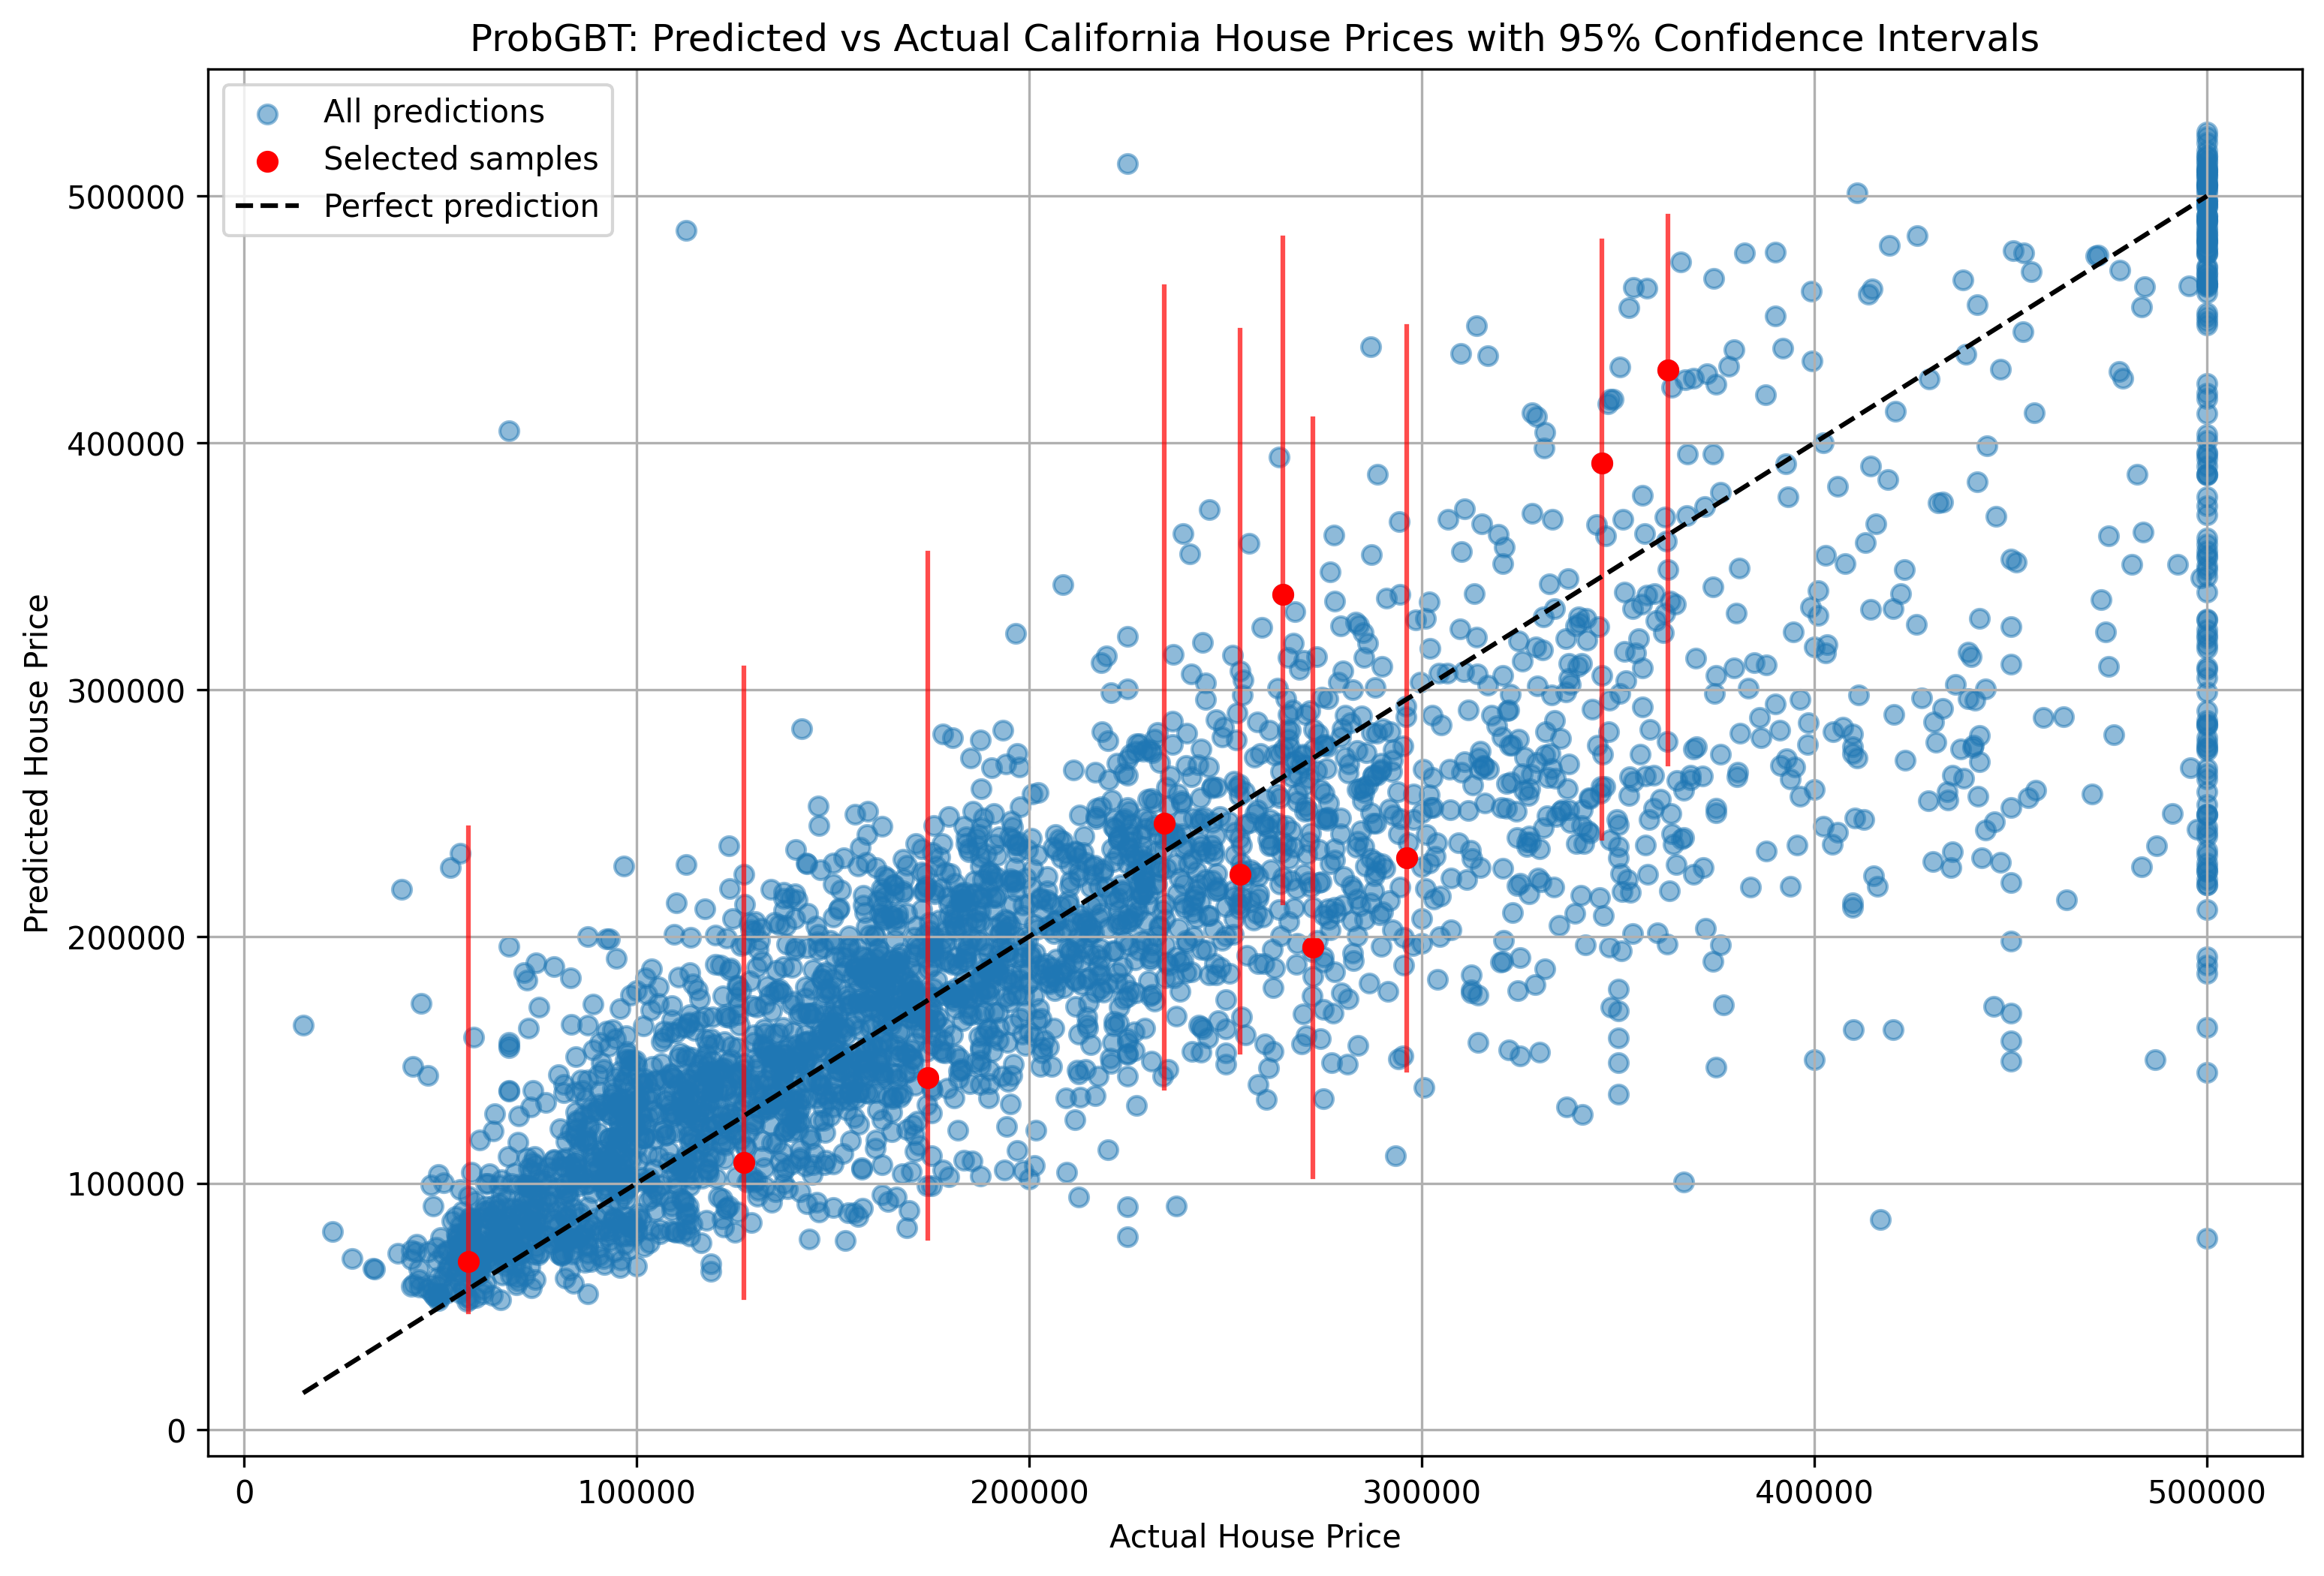 ProbGBT: Predicted vs Actual California House Prices with 95% Confidence Intervals
All predictions
Selected samples
Perfect prediction
500000
400000
300000
200000
100000
0
Predicted House Price
0 100000 200000 300000 400000 500000
Actual House Price